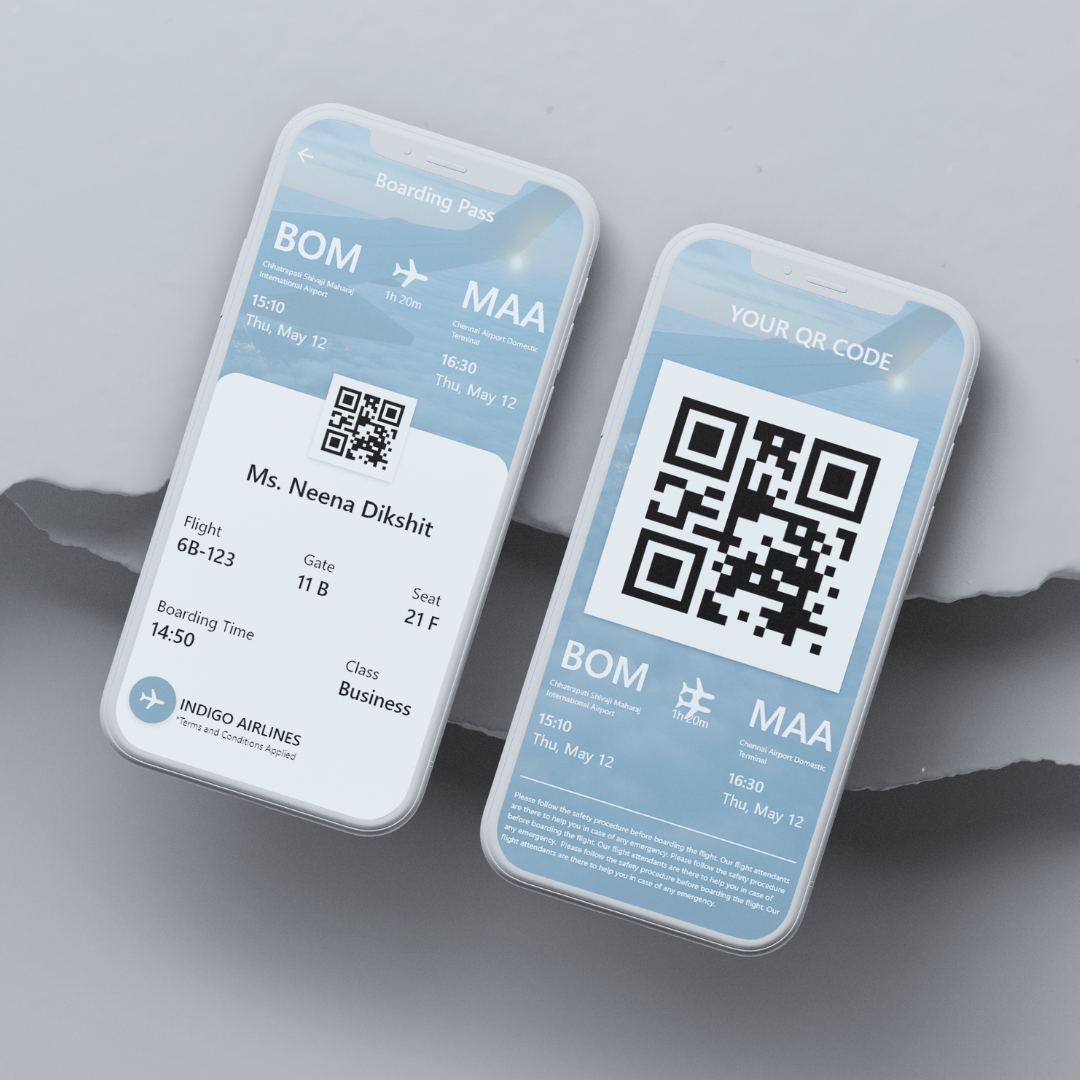 Boarding Pass
BOM
Chhatrapati Shivaji Maharaj
International Airport
15:10
Thu, May 12
1h 20m
MAA
Chennai Airport Domestic
Terminal
16:30
Thu, May 12
Ms. Neena Dikshit
Flight
6B-123
Gate
11 B
Seat
21 F
Boarding Time
14:50
Class
Business
INDIGO AIRLINES
*Terms and Conditions Applied
YOUR QR CODE
BOM
Chhatrapati Shivaji Maharaj
International Airport
15:10
Thu, May 12
1h 20m
MAA
Chennai Airport Domestic
Terminal
16:30
Thu, May 12
Please follow the safety procedure before boarding the flight. Our flight attendants
are there to help you in case of any emergency. Please follow the safety procedure
before boarding the flight. Our flight attendants are there to help you in case of
any emergency. Please follow the safety procedure before boarding the flight. Our
flight attendants are there to help you in case of any emergency.